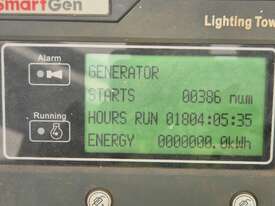 SmartGen
Lighting Tow
Alarm
GENERATOR
STARTS 00386 num
Running
HOURS RUN 01804:05:35
ENERGY 0000000.0kWh